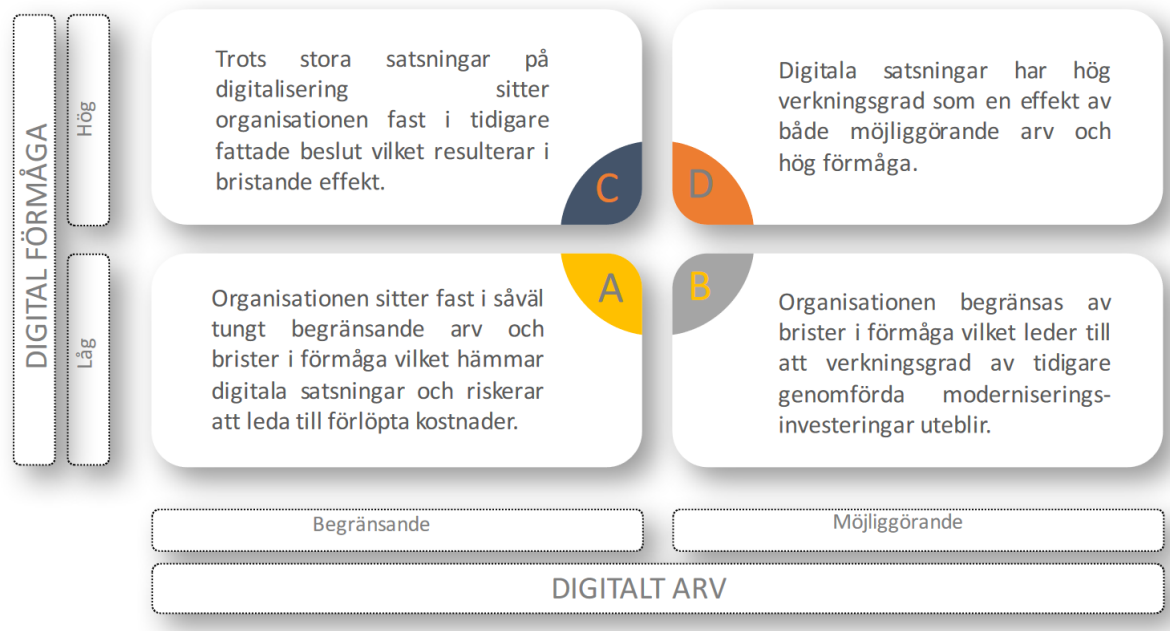 DIGITAL FÖRMÅGA
Hög
Låg
Trots stora satsningar på
digitalisering sitter
organisationen fast i tidigare
fattade beslut vilket resulterar i
bristande effekt.
C
Digitala satsningar har hög
verkningsgrad som en effekt av
både möjliggörande arv och
hög förmåga.
D
Organisationen sitter fast i såväl
tungt begränsande arv och
brister i förmåga vilket hämmar
digitala satsningar och riskerar
att leda till förlöpta kostnader.
A
B
Organisationen begränsas av
brister i förmåga vilket leder till
att verkningsgrad av tidigare
genomförda moderniserings-
investeringar uteblir.
Begränsande
Möjliggörande
DIGITALT ARV